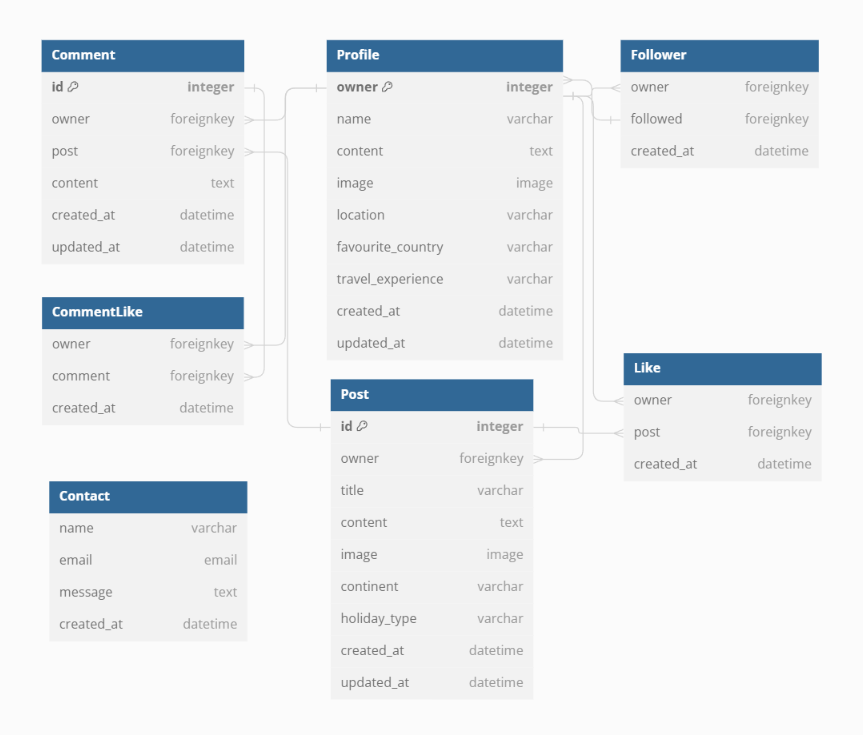 Comment
id integer
owner foreignkey
post foreignkey
content text
created_at datetime
updated_at datetime
CommentLike
owner foreignkey
comment foreignkey
created_at datetime
Contact
name varchar
email email
message text
created_at datetime
Profile
owner integer
name varchar
content text
image image
location varchar
favourite_country varchar
travel_experience varchar
created_at datetime
updated_at datetime
Post
id integer
owner foreignkey
title varchar
content text
image image
continent varchar
holiday_type varchar
created_at datetime
updated_at datetime
Follower
owner foreignkey
followed foreignkey
created_at datetime
Like
owner foreignkey
post foreignkey
created_at datetime